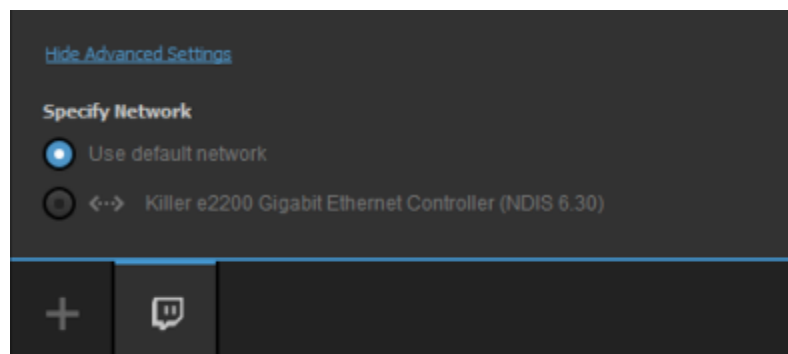 Hide Advanced Settings
Specify Network
Use default network
Killer e2200 Gigabit Ethernet Controller (NDIS 6.30)